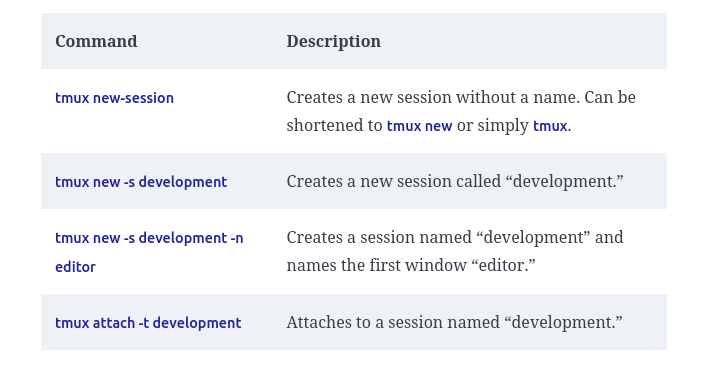 Command Description
tmux new-session Creates a new session without a name. Can be
shortened to tmux new or simply tmux.
tmux new -s development Creates a new session called “development.”
tmux new -s development -n Creates a session named “development” and
editor names the first window “editor.”
tmux attach -t development Attaches to a session named “development.”